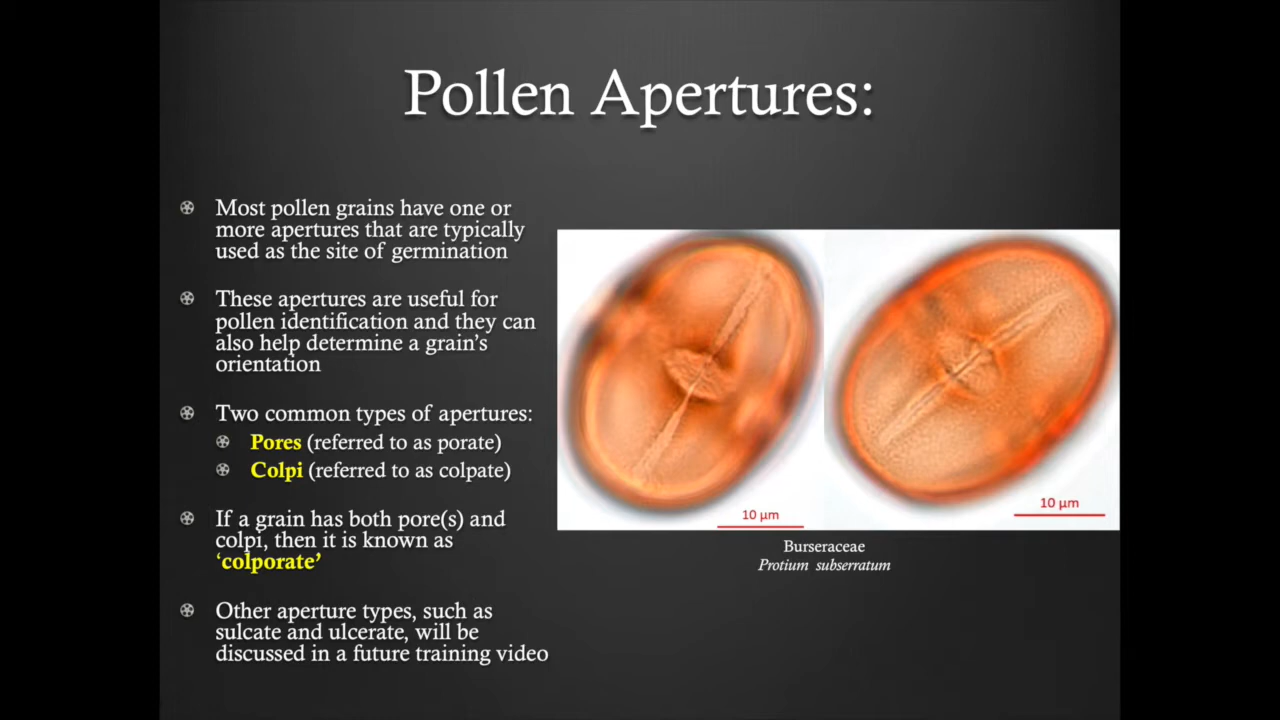 Pollen Apertures:
Most pollen grains have one or
more apertures that are typically
used as the site of germination
These apertures are useful for
pollen identification and they can
also help determine a grain's
orientation
Two common types of apertures:
Pores (referred to as porate)
Colpi (referred to as colpate)
If a grain has both pore(s) and
colpi, then it is known as
‘colporate’
Other aperture types, such as
sulcate and ulcerate, will be
discussed in a future training video
10 µm
10 µm
Burseraceae
Protium subserratum